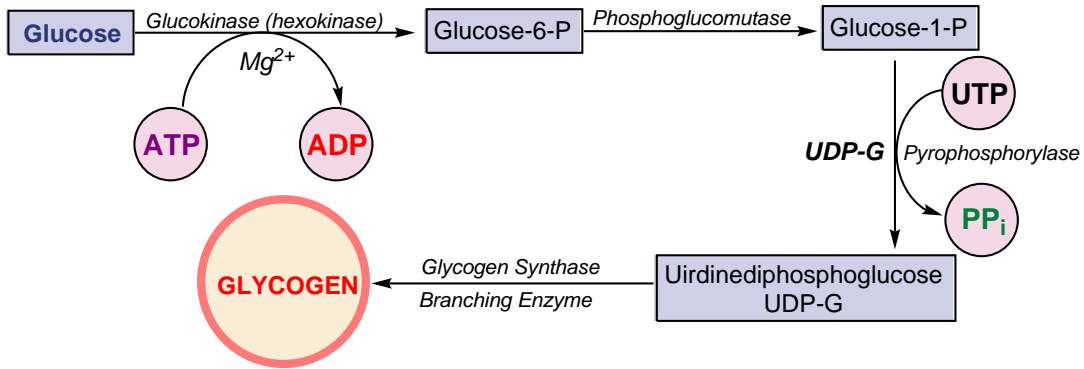 Glucose
Glucokinase (hexokinase)
Mg2+
Glucose-6-P
Phosphoglucomutase
Glucose-1-P
ATP
ADP
UTP
UDP-G
Pyrophosphorylase
PPi
GLYCOGEN
Glycogen Synthase
Branching Enzyme
Uirdinediphosphoglucose
UDP-G